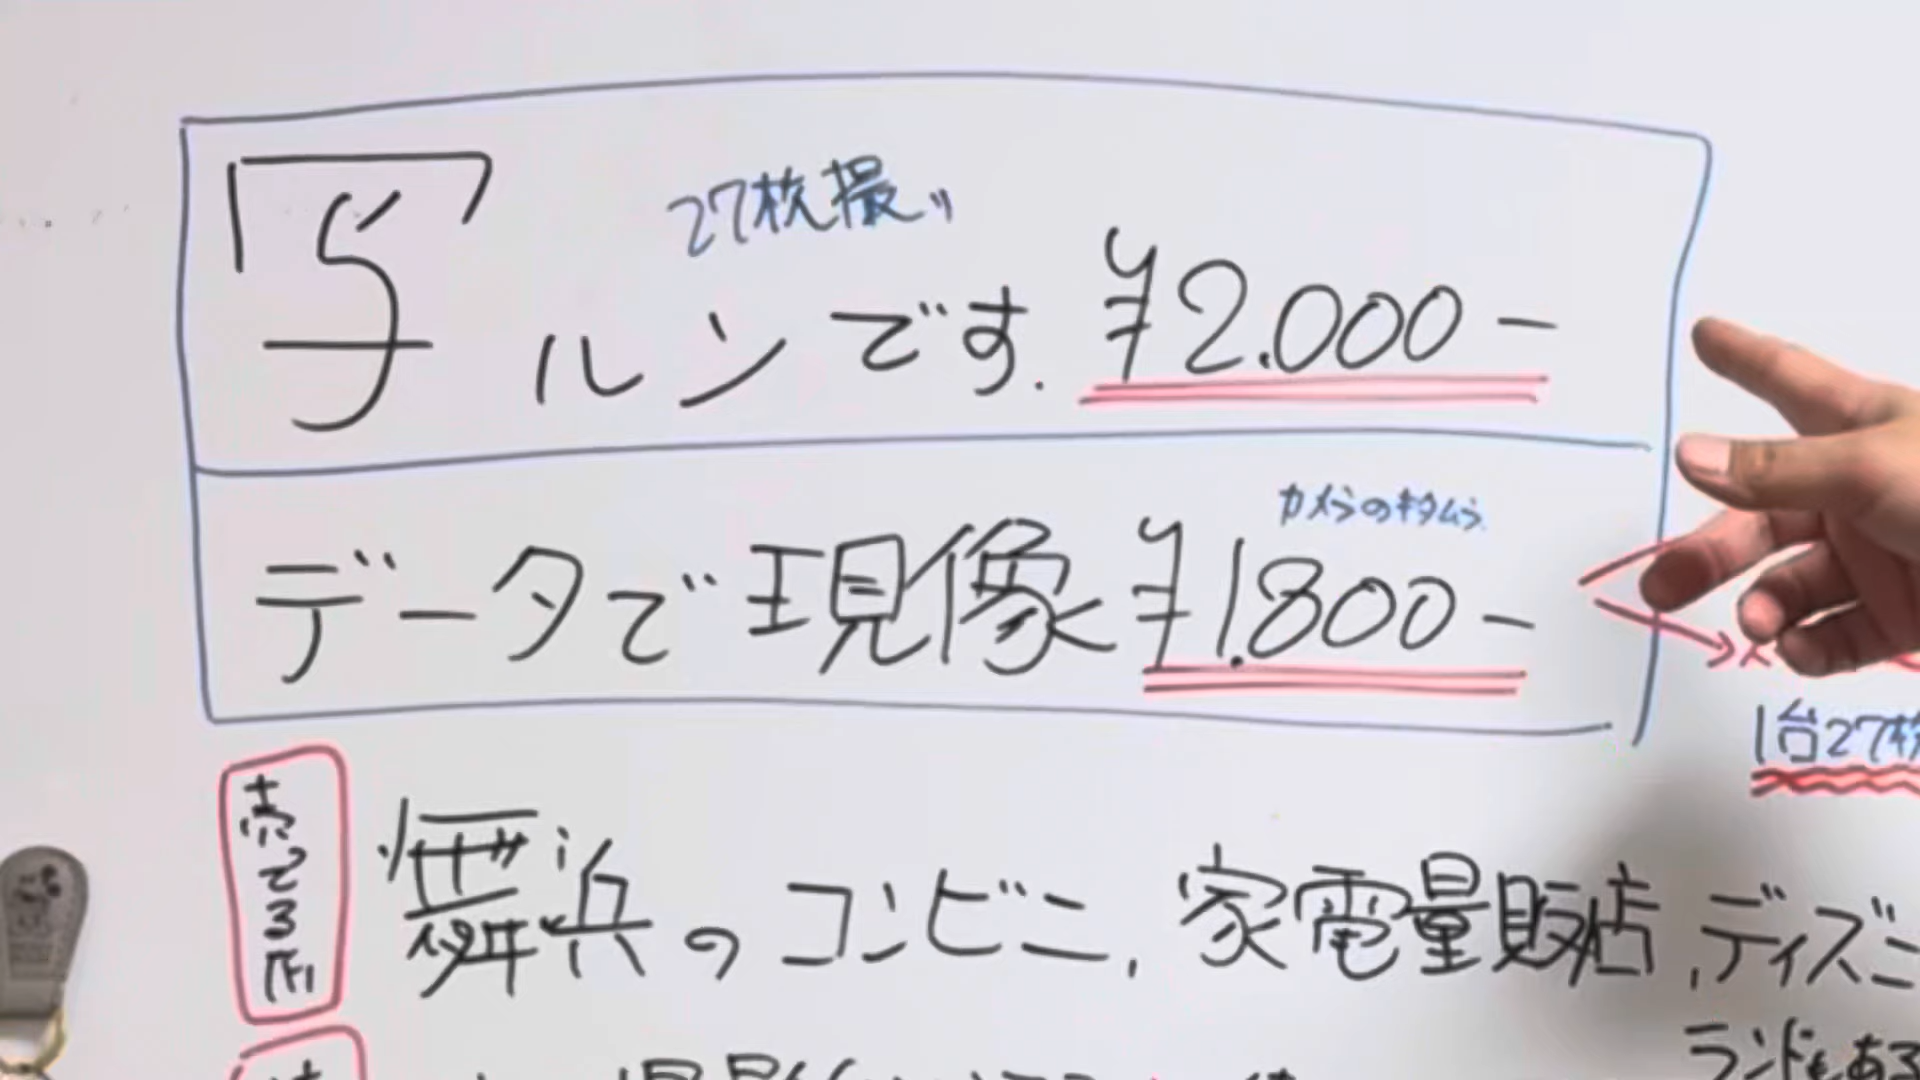 27枚撮り
写ルンです. ¥2.000-
カメラのキタムラ
データで現像 ¥1.800-
1台27枚
売てる所
舞浜のコンビニ, 家電量販店, ディズニー
ランドもある